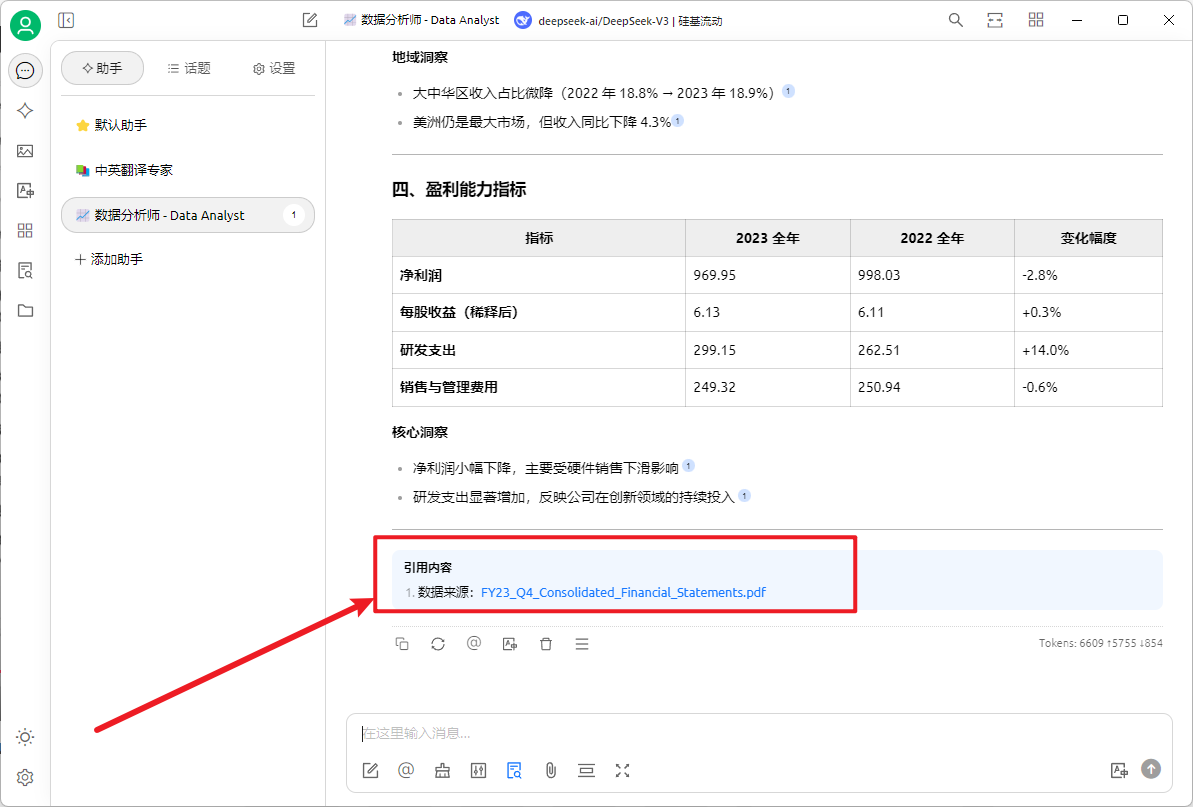 数据分析师 - Data Analyst deepseek-ai/DeepSeek-V3 | 硅基流动
助手 话题 设置
默认助手
中英翻译专家
数据分析师 - Data Analyst 1
添加助手
地域洞察
大中华区收入占比微降（2022 年 18.8% → 2023 年 18.9%） 1
美洲仍是最大市场，但收入同比下降 4.3% 1
四、盈利能力指标
指标 2023 全年 2022 全年 变化幅度
净利润 969.95 998.03 -2.8%
每股收益（稀释后） 6.13 6.11 +0.3%
研发支出 299.15 262.51 +14.0%
销售与管理费用 249.32 250.94 -0.6%
核心洞察
净利润小幅下降，主要受硬件销售下滑影响 1
研发支出显著增加，反映公司在创新领域的持续投入 1
引用内容
1. 数据来源：FY23_Q4_Consolidated_Financial_Statements.pdf
Tokens: 6609 ↑5755 ↓854
在这里输入消息...